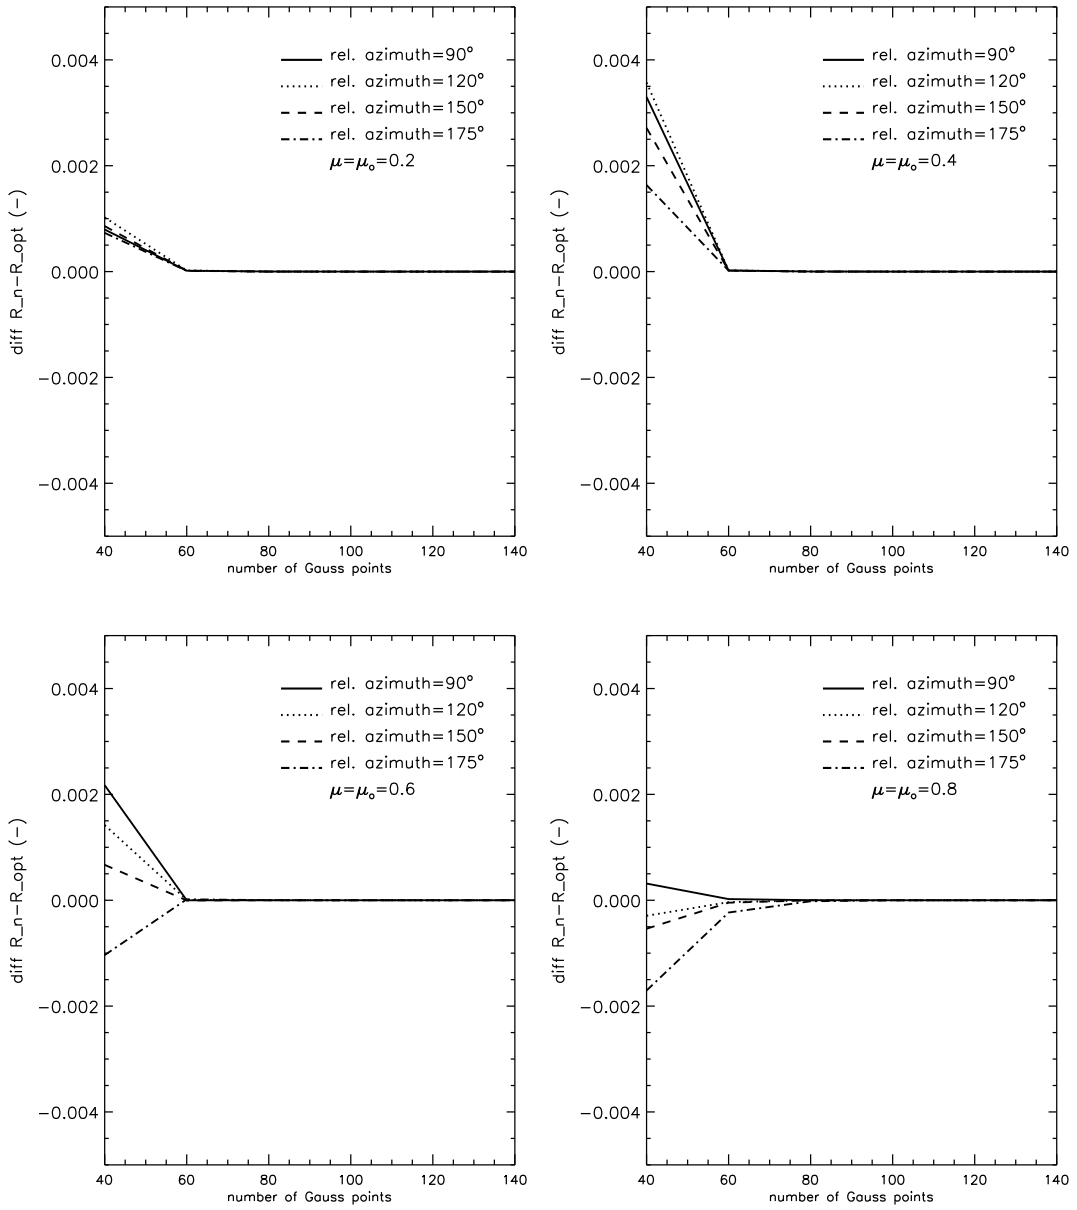 rel. azimuth=90°
rel. azimuth=120°
rel. azimuth=150°
rel. azimuth=175°
μ=μₒ=0.2
0.004
0.002
0.000
−0.002
−0.004
diff R_n−R_opt (−)
40 60 80 100 120 140
number of Gauss points
rel. azimuth=90°
rel. azimuth=120°
rel. azimuth=150°
rel. azimuth=175°
μ=μₒ=0.4
0.004
0.002
0.000
−0.002
−0.004
diff R_n−R_opt (−)
40 60 80 100 120 140
number of Gauss points
rel. azimuth=90°
rel. azimuth=120°
rel. azimuth=150°
rel. azimuth=175°
μ=μₒ=0.6
0.004
0.002
0.000
−0.002
−0.004
diff R_n−R_opt (−)
40 60 80 100 120 140
number of Gauss points
rel. azimuth=90°
rel. azimuth=120°
rel. azimuth=150°
rel. azimuth=175°
μ=μₒ=0.8
0.004
0.002
0.000
−0.002
−0.004
diff R_n−R_opt (−)
40 60 80 100 120 140
number of Gauss points